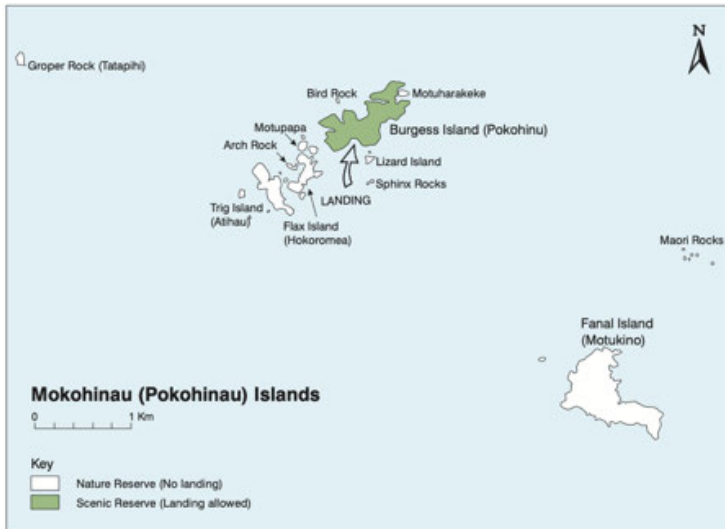 N
Groper Rock (Tatapihi)
Bird Rock
Motuharakeke
Motupapa
Burgess Island (Pokohinu)
Arch Rock
Lizard Island
Sphinx Rocks
LANDING
Trig Island
(Atihau)
Flax Island
(Hokoromea)
Maori Rocks
Fanal Island
(Motukino)
Mokohinau (Pokohinau) Islands
0 1 Km
Key
Nature Reserve (No landing)
Scenic Reserve (Landing allowed)